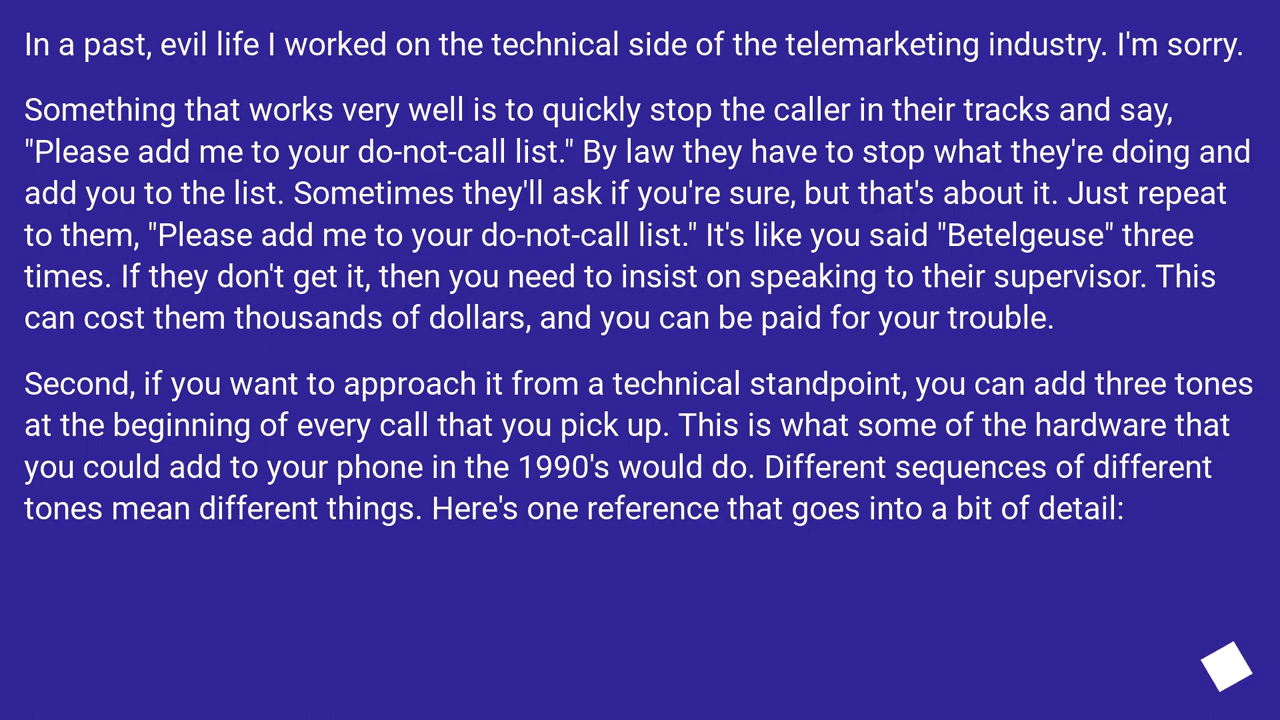 In a past, evil life I worked on the technical side of the telemarketing industry. I'm sorry.
Something that works very well is to quickly stop the caller in their tracks and say,
"Please add me to your do-not-call list." By law they have to stop what they're doing and
add you to the list. Sometimes they'll ask if you're sure, but that's about it. Just repeat
to them, "Please add me to your do-not-call list." It's like you said "Betelgeuse" three
times. If they don't get it, then you need to insist on speaking to their supervisor. This
can cost them thousands of dollars, and you can be paid for your trouble.
Second, if you want to approach it from a technical standpoint, you can add three tones
at the beginning of every call that you pick up. This is what some of the hardware that
you could add to your phone in the 1990's would do. Different sequences of different
tones mean different things. Here's one reference that goes into a bit of detail: